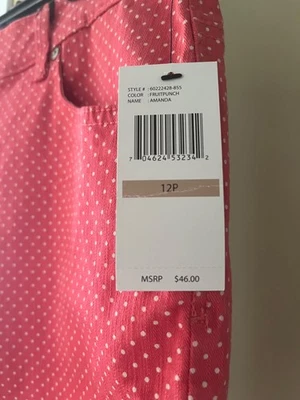 STYLE # : 60222428-855
COLOR : FRUITPUNCH
NAME : AMANDA
7 04624 53234 2
12P
MSRP $46.00